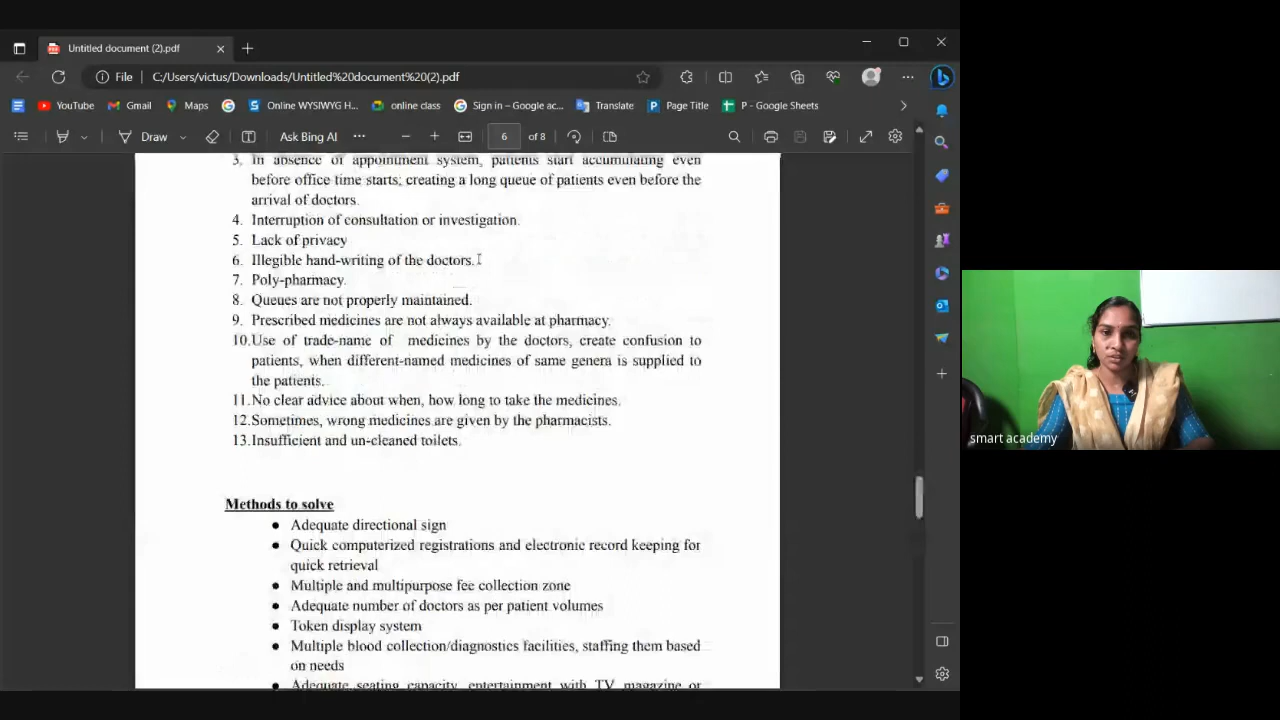 Untitled document (2).pdf
File C:/Users/victus/Downloads/Untitled%20document%20(2).pdf
YouTube Gmail Maps Online WYSIWYG H... online class Sign in – Google ac... Translate Page Title P - Google Sheets
Draw Ask Bing AI 6 of 8
3. In absence of appointment system, patients start accumulating even
before office time starts; creating a long queue of patients even before the
arrival of doctors.
4. Interruption of consultation or investigation.
5. Lack of privacy
6. Illegible hand-writing of the doctors.
7. Poly-pharmacy.
8. Queues are not properly maintained.
9. Prescribed medicines are not always available at pharmacy.
10. Use of trade-name of medicines by the doctors, create confusion to
patients, when different-named medicines of same genera is supplied to
the patients.
11. No clear advice about when, how long to take the medicines.
12. Sometimes, wrong medicines are given by the pharmacists.
13. Insufficient and un-cleaned toilets.
Methods to solve
● Adequate directional sign
● Quick computerized registrations and electronic record keeping for
quick retrieval
● Multiple and multipurpose fee collection zone
● Adequate number of doctors as per patient volumes
● Token display system
● Multiple blood collection/diagnostics facilities, staffing them based
on needs
● Adequate seating capacity, entertainment with TV magazine or
smart academy